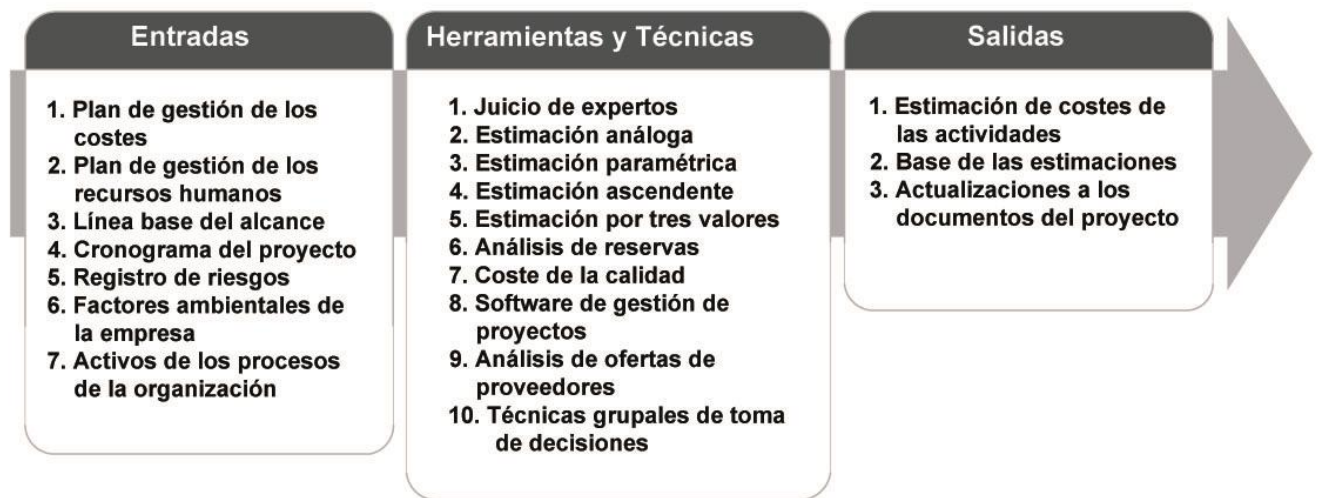 Entradas
1. Plan de gestión de los
costes
2. Plan de gestión de los
recursos humanos
3. Línea base del alcance
4. Cronograma del proyecto
5. Registro de riesgos
6. Factores ambientales de
la empresa
7. Activos de los procesos
de la organización
Herramientas y Técnicas
1. Juicio de expertos
2. Estimación análoga
3. Estimación paramétrica
4. Estimación ascendente
5. Estimación por tres valores
6. Análisis de reservas
7. Coste de la calidad
8. Software de gestión de
proyectos
9. Análisis de ofertas de
proveedores
10. Técnicas grupales de toma
de decisiones
Salidas
1. Estimación de costes de
las actividades
2. Base de las estimaciones
3. Actualizaciones a los
documentos del proyecto